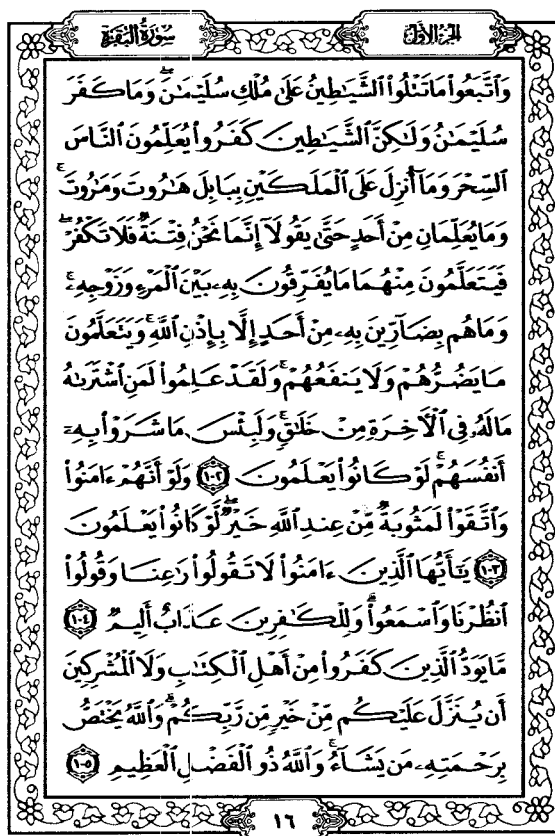 سُورَةُ البَقَرَةِ
الجُزْءُ الأَوَّلُ
وَٱتَّبَعُوا۟ مَا تَتْلُوا۟ ٱلشَّيَٰطِينُ عَلَىٰ مُلْكِ سُلَيْمَٰنَ ۖ وَمَا كَفَرَ
سُلَيْمَٰنُ وَلَٰكِنَّ ٱلشَّيَٰطِينَ كَفَرُوا۟ يُعَلِّمُونَ ٱلنَّاسَ
ٱلسِّحْرَ وَمَآ أُنزِلَ عَلَى ٱلْمَلَكَيْنِ بِبَابِلَ هَٰرُوتَ وَمَٰرُوتَ ۚ
وَمَا يُعَلِّمَانِ مِنْ أَحَدٍ حَتَّىٰ يَقُولَآ إِنَّمَا نَحْنُ فِتْنَةٌ فَلَا تَكْفُرْ ۖ
فَيَتَعَلَّمُونَ مِنْهُمَا مَا يُفَرِّقُونَ بِهِۦ بَيْنَ ٱلْمَرْءِ وَزَوْجِهِۦ ۚ
وَمَا هُم بِضَآرِّينَ بِهِۦ مِنْ أَحَدٍ إِلَّا بِإِذْنِ ٱللَّهِ ۚ وَيَتَعَلَّمُونَ
مَا يَضُرُّهُمْ وَلَا يَنفَعُهُمْ ۚ وَلَقَدْ عَلِمُوا۟ لَمَنِ ٱشْتَرَىٰهُ
مَا لَهُۥ فِى ٱلْءَاخِرَةِ مِنْ خَلَٰقٍ ۚ وَلَبِئْسَ مَا شَرَوْا۟ بِهِۦٓ
أَنفُسَهُمْ ۚ لَوْ كَانُوا۟ يَعْلَمُونَ ١٠٢ وَلَوْ أَنَّهُمْ ءَامَنُوا۟
وَٱتَّقَوْا۟ لَمَثُوبَةٌ مِّنْ عِندِ ٱللَّهِ خَيْرٌ ۖ لَّوْ كَانُوا۟ يَعْلَمُونَ
١٠٣ يَٰٓأَيُّهَا ٱلَّذِينَ ءَامَنُوا۟ لَا تَقُولُوا۟ رَٰعِنَا وَقُولُوا۟
ٱنظُرْنَا وَٱسْمَعُوا۟ ۗ وَلِلْكَٰفِرِينَ عَذَابٌ أَلِيمٌ ١٠٤
مَّا يَوَدُّ ٱلَّذِينَ كَفَرُوا۟ مِنْ أَهْلِ ٱلْكِتَٰبِ وَلَا ٱلْمُشْرِكِينَ
أَن يُنَزَّلَ عَلَيْكُم مِّنْ خَيْرٍ مِّن رَّبِّكُمْ ۗ وَٱللَّهُ يَخْتَصُّ
بِرَحْمَتِهِۦ مَن يَشَآءُ ۚ وَٱللَّهُ ذُو ٱلْفَضْلِ ٱلْعَظِيمِ ١٠٥
١٦